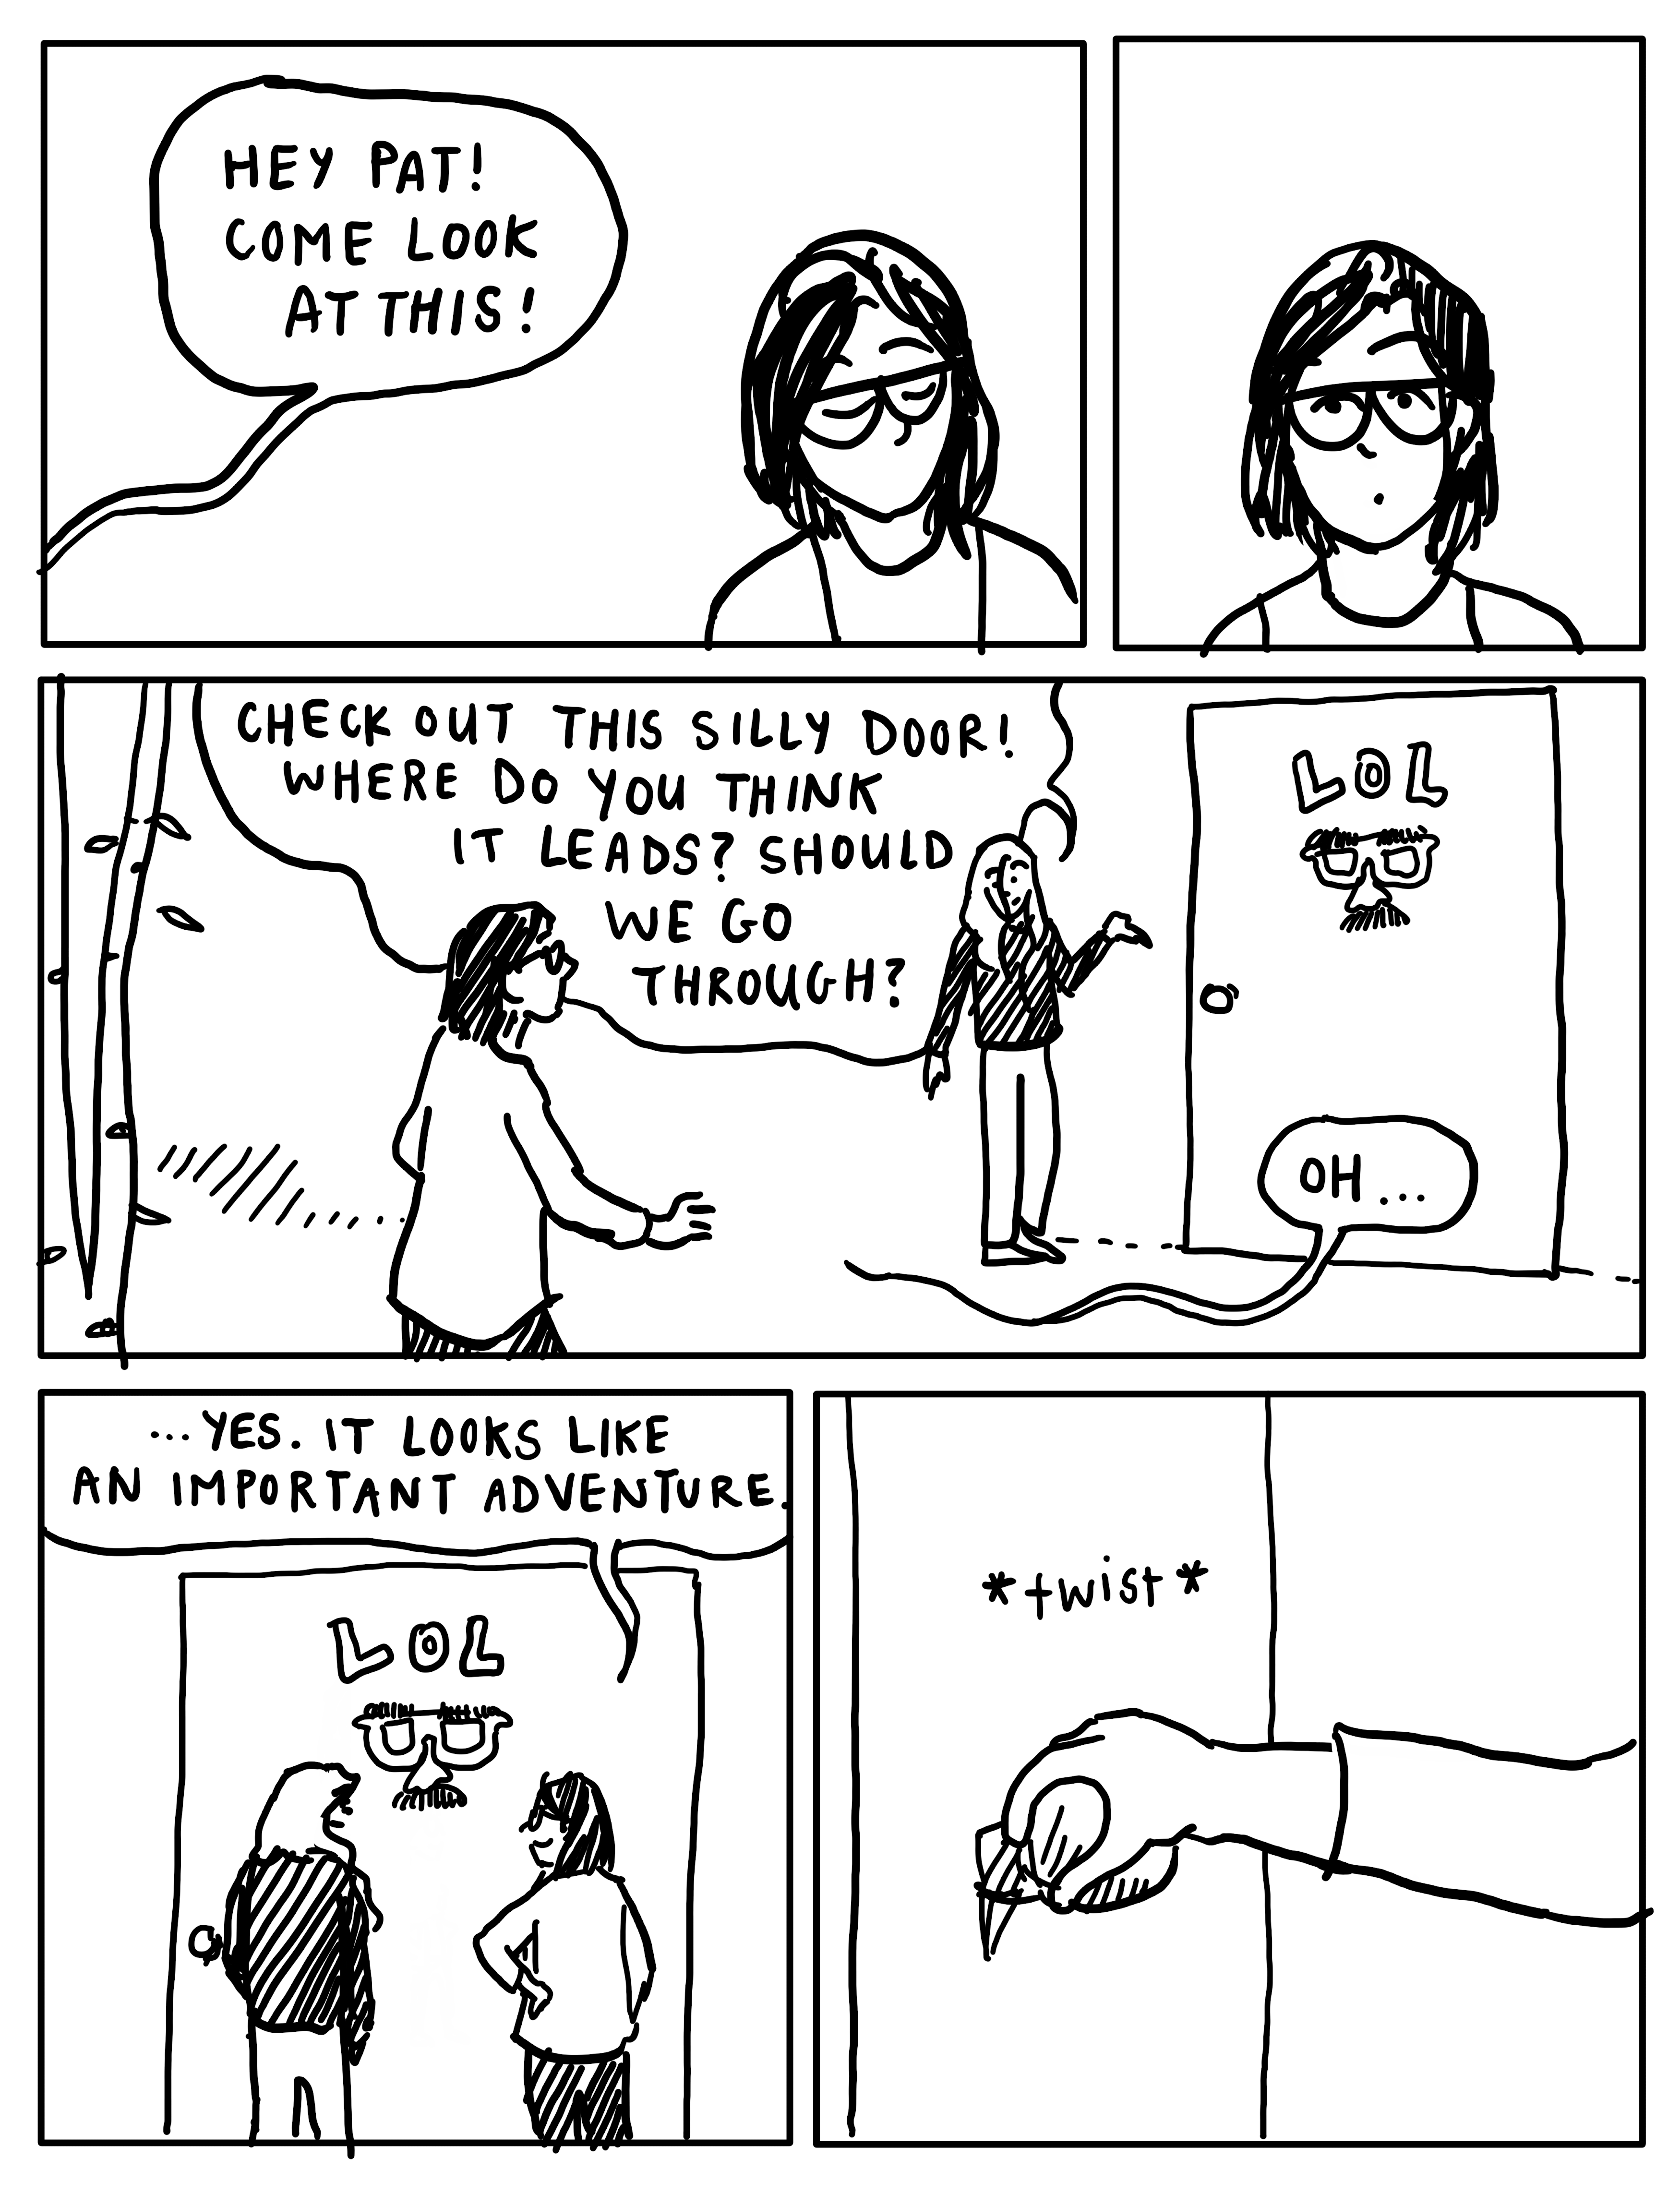 HEY PAT!
COME LOOK
AT THIS!
CHECK OUT THIS SILLY DOOR!
WHERE DO YOU THINK
IT LEADS? SHOULD
WE GO
THROUGH?
LOL
OH...
...YES. IT LOOKS LIKE
AN IMPORTANT ADVENTURE.
LOL
*twist*